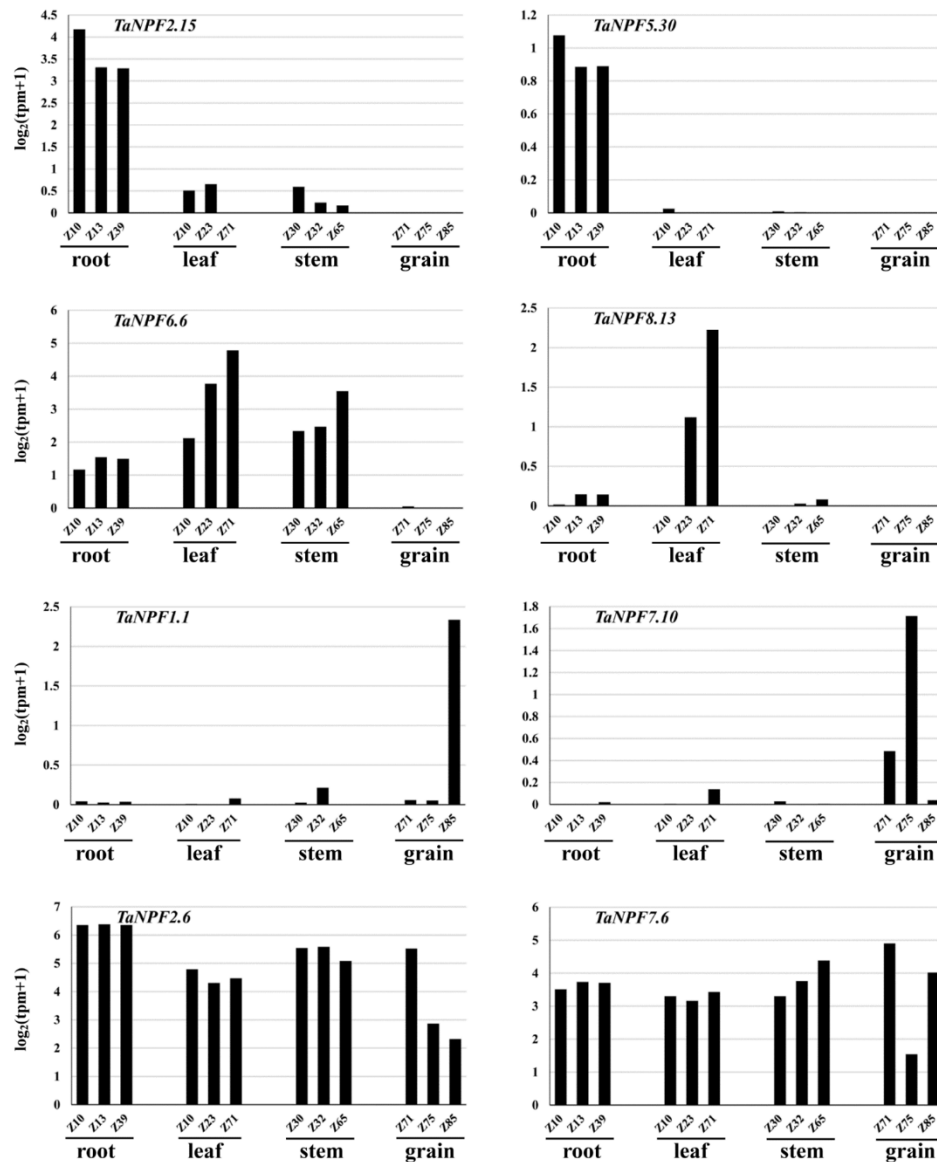 TaNPF2.15
log₂(tpm+1)
4.5
4
3.5
3
2.5
2
1.5
1
0.5
0
Z10 Z13 Z39 Z10 Z23 Z71 Z30 Z32 Z65 Z71 Z75 Z85
root leaf stem grain
TaNPF5.30
1.2
1
0.8
0.6
0.4
0.2
0
Z10 Z13 Z39 Z10 Z23 Z71 Z30 Z32 Z65 Z71 Z75 Z85
root leaf stem grain
TaNPF6.6
log₂(tpm+1)
6
5
4
3
2
1
0
Z10 Z13 Z39 Z10 Z23 Z71 Z30 Z32 Z65 Z71 Z75 Z85
root leaf stem grain
TaNPF8.13
log₂(tpm+1)
2.5
2
1.5
1
0.5
0
Z10 Z13 Z39 Z10 Z23 Z71 Z30 Z32 Z65 Z71 Z75 Z85
root leaf stem grain
TaNPF1.1
log₂(tpm+1)
2.5
2
1.5
1
0.5
0
Z10 Z13 Z39 Z10 Z23 Z71 Z30 Z32 Z65 Z71 Z75 Z85
root leaf stem grain
TaNPF7.10
1.8
1.6
1.4
1.2
1
0.8
0.6
0.4
0.2
0
Z10 Z13 Z39 Z10 Z23 Z71 Z30 Z32 Z65 Z71 Z75 Z85
root leaf stem grain
TaNPF2.6
log₂(tpm+1)
7
6
5
4
3
2
1
0
Z10 Z13 Z39 Z10 Z23 Z71 Z30 Z32 Z65 Z71 Z75 Z85
root leaf stem grain
TaNPF7.6
6
5
4
3
2
1
0
Z10 Z13 Z39 Z10 Z23 Z71 Z30 Z32 Z65 Z71 Z75 Z85
root leaf stem grain